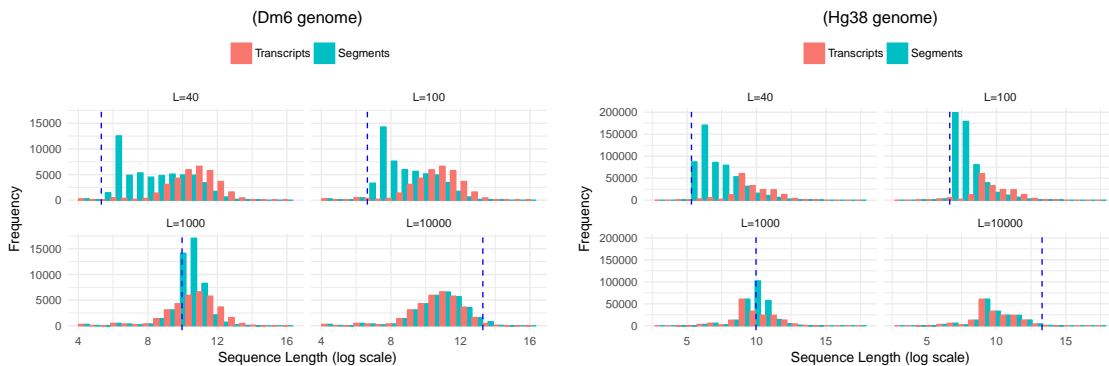 (Dm6 genome)
Transcripts Segments
L=40 L=100
15000
10000
5000
0
L=1000 L=10000
15000
10000
5000
0
4 8 12 16 4 8 12 16
Frequency
Sequence Length (log scale)
(Hg38 genome)
Transcripts Segments
L=40 L=100
200000
150000
100000
50000
0
L=1000 L=10000
200000
150000
100000
50000
0
5 10 15 5 10 15
Frequency
Sequence Length (log scale)